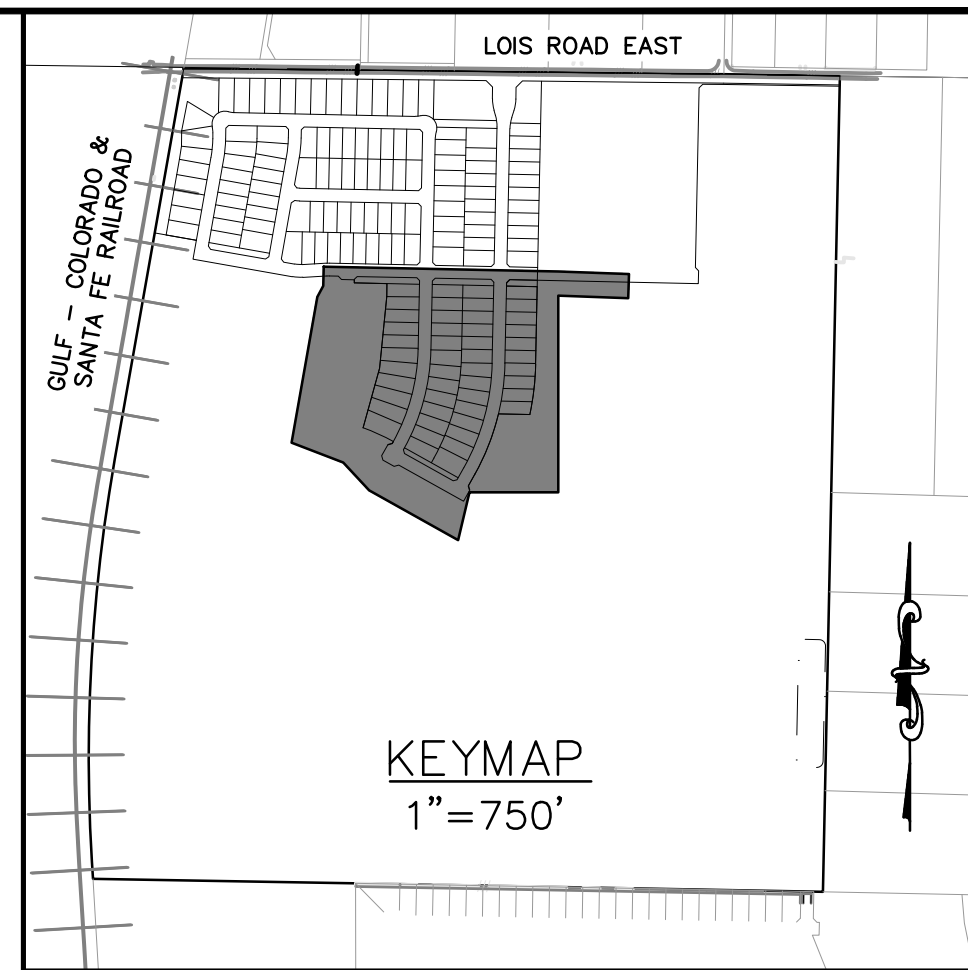 LOIS ROAD EAST
GULF - COLORADO &
SANTA FE RAILROAD
KEYMAP
1"=750'